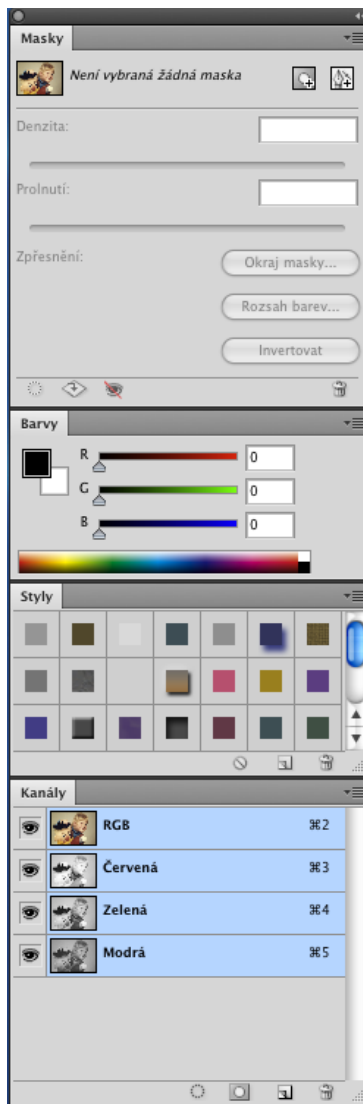 Masky
Není vybraná žádná maska
Denzita:
Prolnutí:
Zpřesnění:
Okraj masky...
Rozsah barev...
Invertovat
Barvy
R 0
G 0
B 0
Styly
Kanály
RGB ⌘2
Červená ⌘3
Zelená ⌘4
Modrá ⌘5